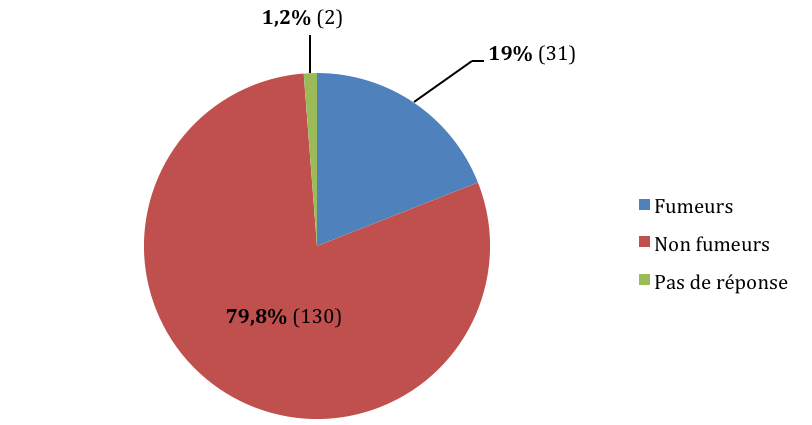 1,2% (2)
19% (31)
79,8% (130)
Fumeurs
Non fumeurs
Pas de réponse